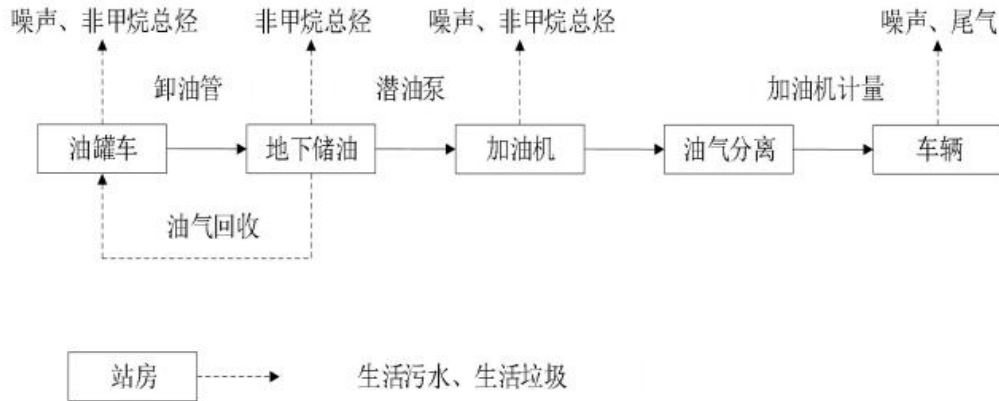 噪声、非甲烷总烃 非甲烷总烃 噪声、非甲烷总烃 噪声、尾气
卸油管 潜油泵 加油机计量
油罐车 地下储油 加油机 油气分离 车辆
油气回收
站房 生活污水、生活垃圾